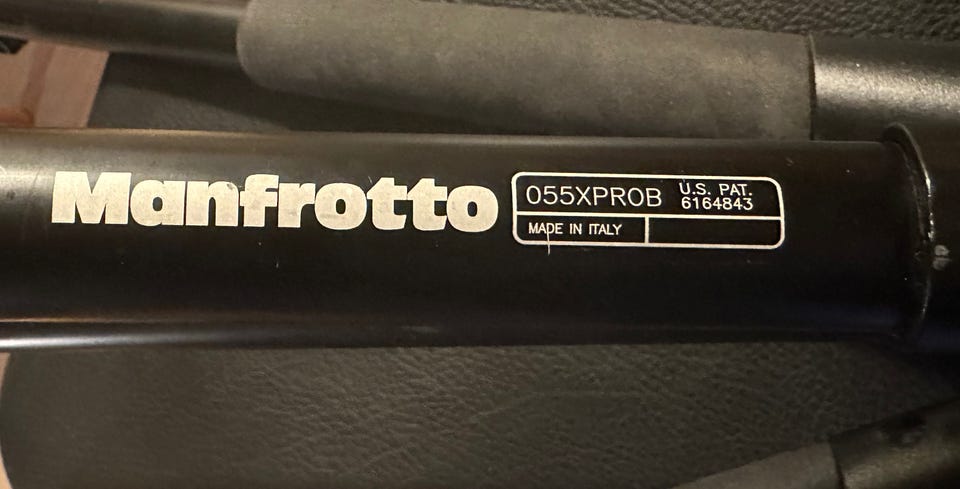 Manfrotto
055XPROB
U.S. PAT.
6164843
MADE IN ITALY